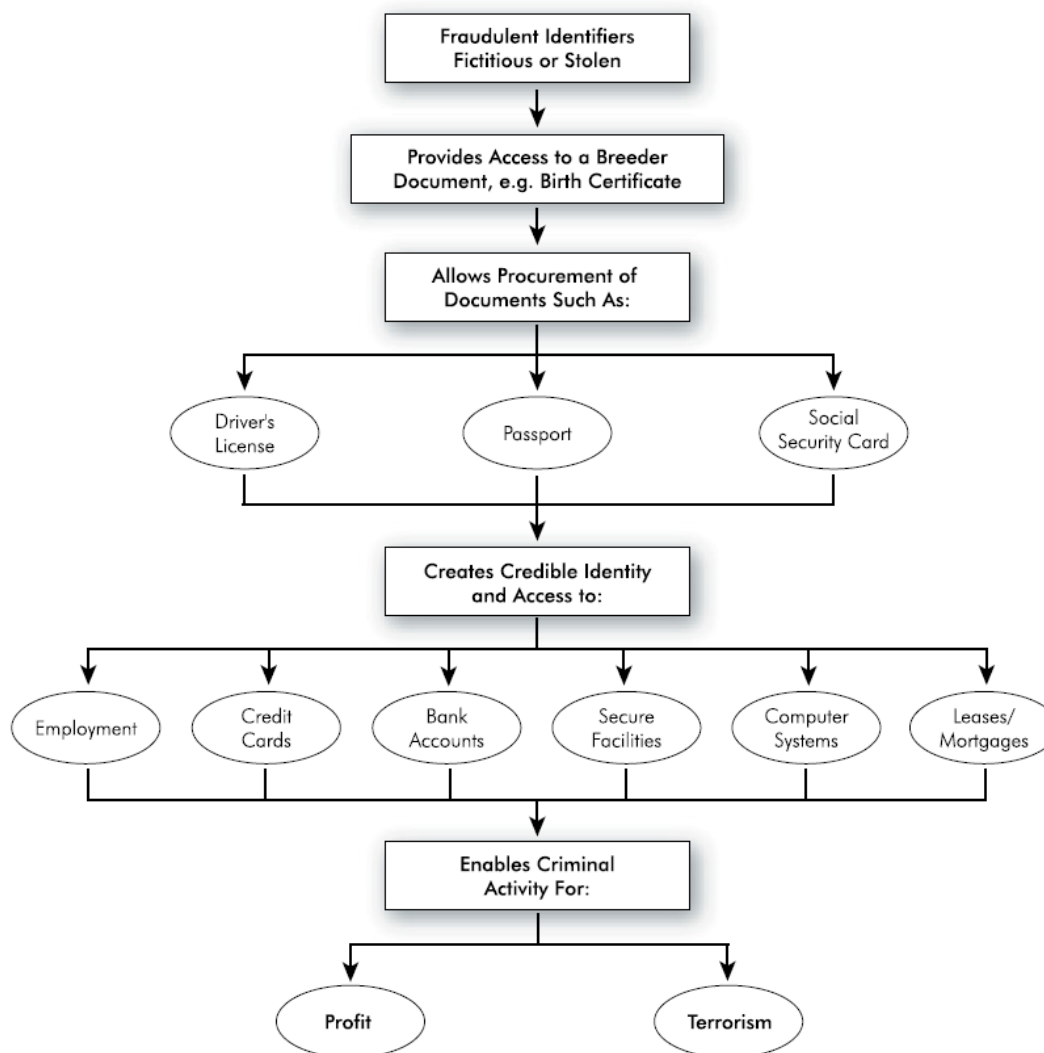 Fraudulent Identifiers
Fictitious or Stolen
Provides Access to a Breeder
Document, e.g. Birth Certificate
Allows Procurement of
Documents Such As:
Driver's
License
Passport
Social
Security Card
Creates Credible Identity
and Access to:
Employment
Credit
Cards
Bank
Accounts
Secure
Facilities
Computer
Systems
Leases/
Mortgages
Enables Criminal
Activity For:
Profit
Terrorism